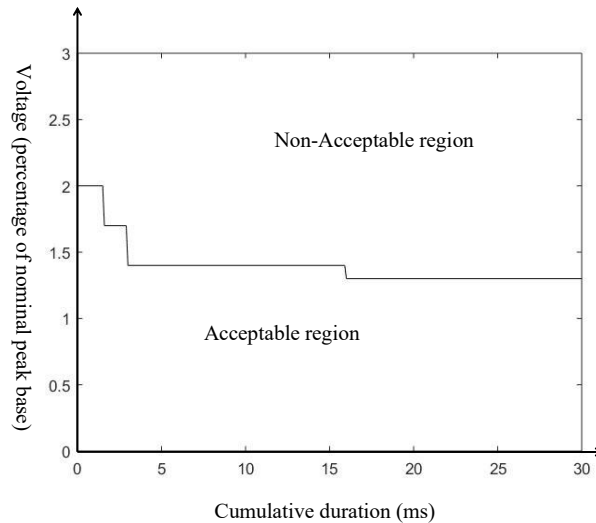 Voltage (percentage of nominal peak base)
3
2.5
2
1.5
1
0.5
0
Non-Acceptable region
Acceptable region
0 5 10 15 20 25 30
Cumulative duration (ms)